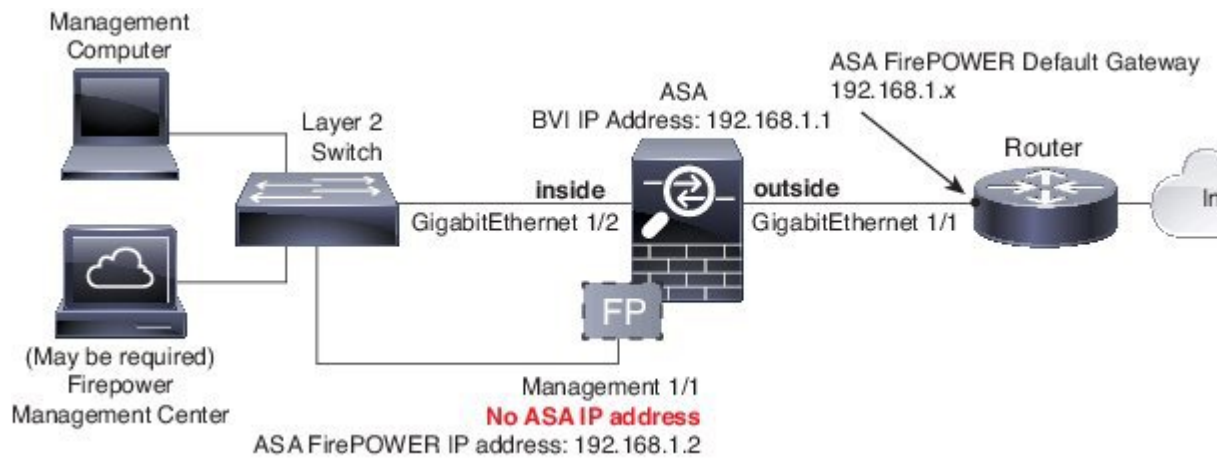 Management
Computer
Layer 2
Switch
ASA
BVI IP Address: 192.168.1.1
ASA FirePOWER Default Gateway
192.168.1.x
Router
inside
GigabitEthernet 1/2
outside
GigabitEthernet 1/1
In
FP
(May be required)
Firepower
Management Center
Management 1/1
No ASA IP address
ASA FirePOWER IP address: 192.168.1.2